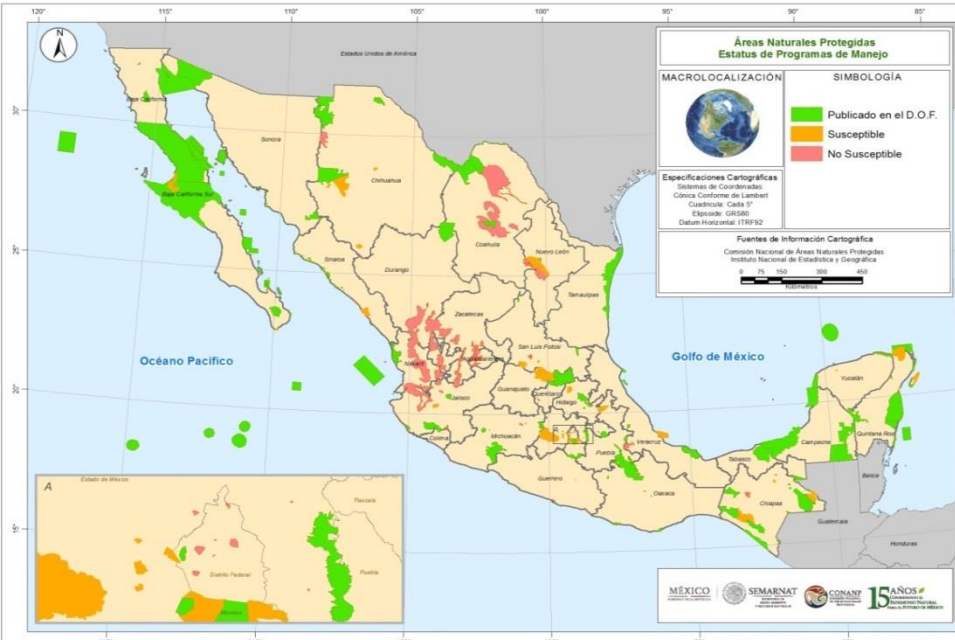 120°
115°
110°
105°
100°
95°
90°
85°
N
Estados Unidos de América
Áreas Naturales Protegidas
Estatus de Programas de Manejo
MACROLOCALIZACIÓN
SIMBOLOGÍA
Publicado en el D.O.F.
Susceptible
No Susceptible
Especificaciones Cartográficas
Sistemas de Coordenadas:
Cónica Conforme de Lambert
Cuadricula: Cada 5°
Elipsoide: GRS80
Datum Horizontal: ITRF92
Fuentes de Información Cartográfica
Comisión Nacional de Áreas Naturales Protegidas
Instituto Nacional de Estadística y Geográfica
0 75 150 300 450
Kilómetros
30°
25°
20°
15°
Baja California
Sonora
Chihuahua
Baja California Sur
Coahuila
Nuevo León
Sinaloa
Durango
Tamaulipas
Zacatecas
San Luis Potosí
Océano Pacífico
Golfo de México
Nayarit
Aguascalientes
Jalisco
Guanajuato
Querétaro
Hidalgo
Yucatán
Colima
Michoacán
A
Veracruz
Campeche
Quintana Roo
Puebla
Tabasco
Guerrero
Oaxaca
Chiapas
Belice
Guatemala
Honduras
A
Estado de México
Tlaxcala
Distrito Federal
Puebla
Morelos
MÉXICO
SEMARNAT
CONANP
15 AÑOS